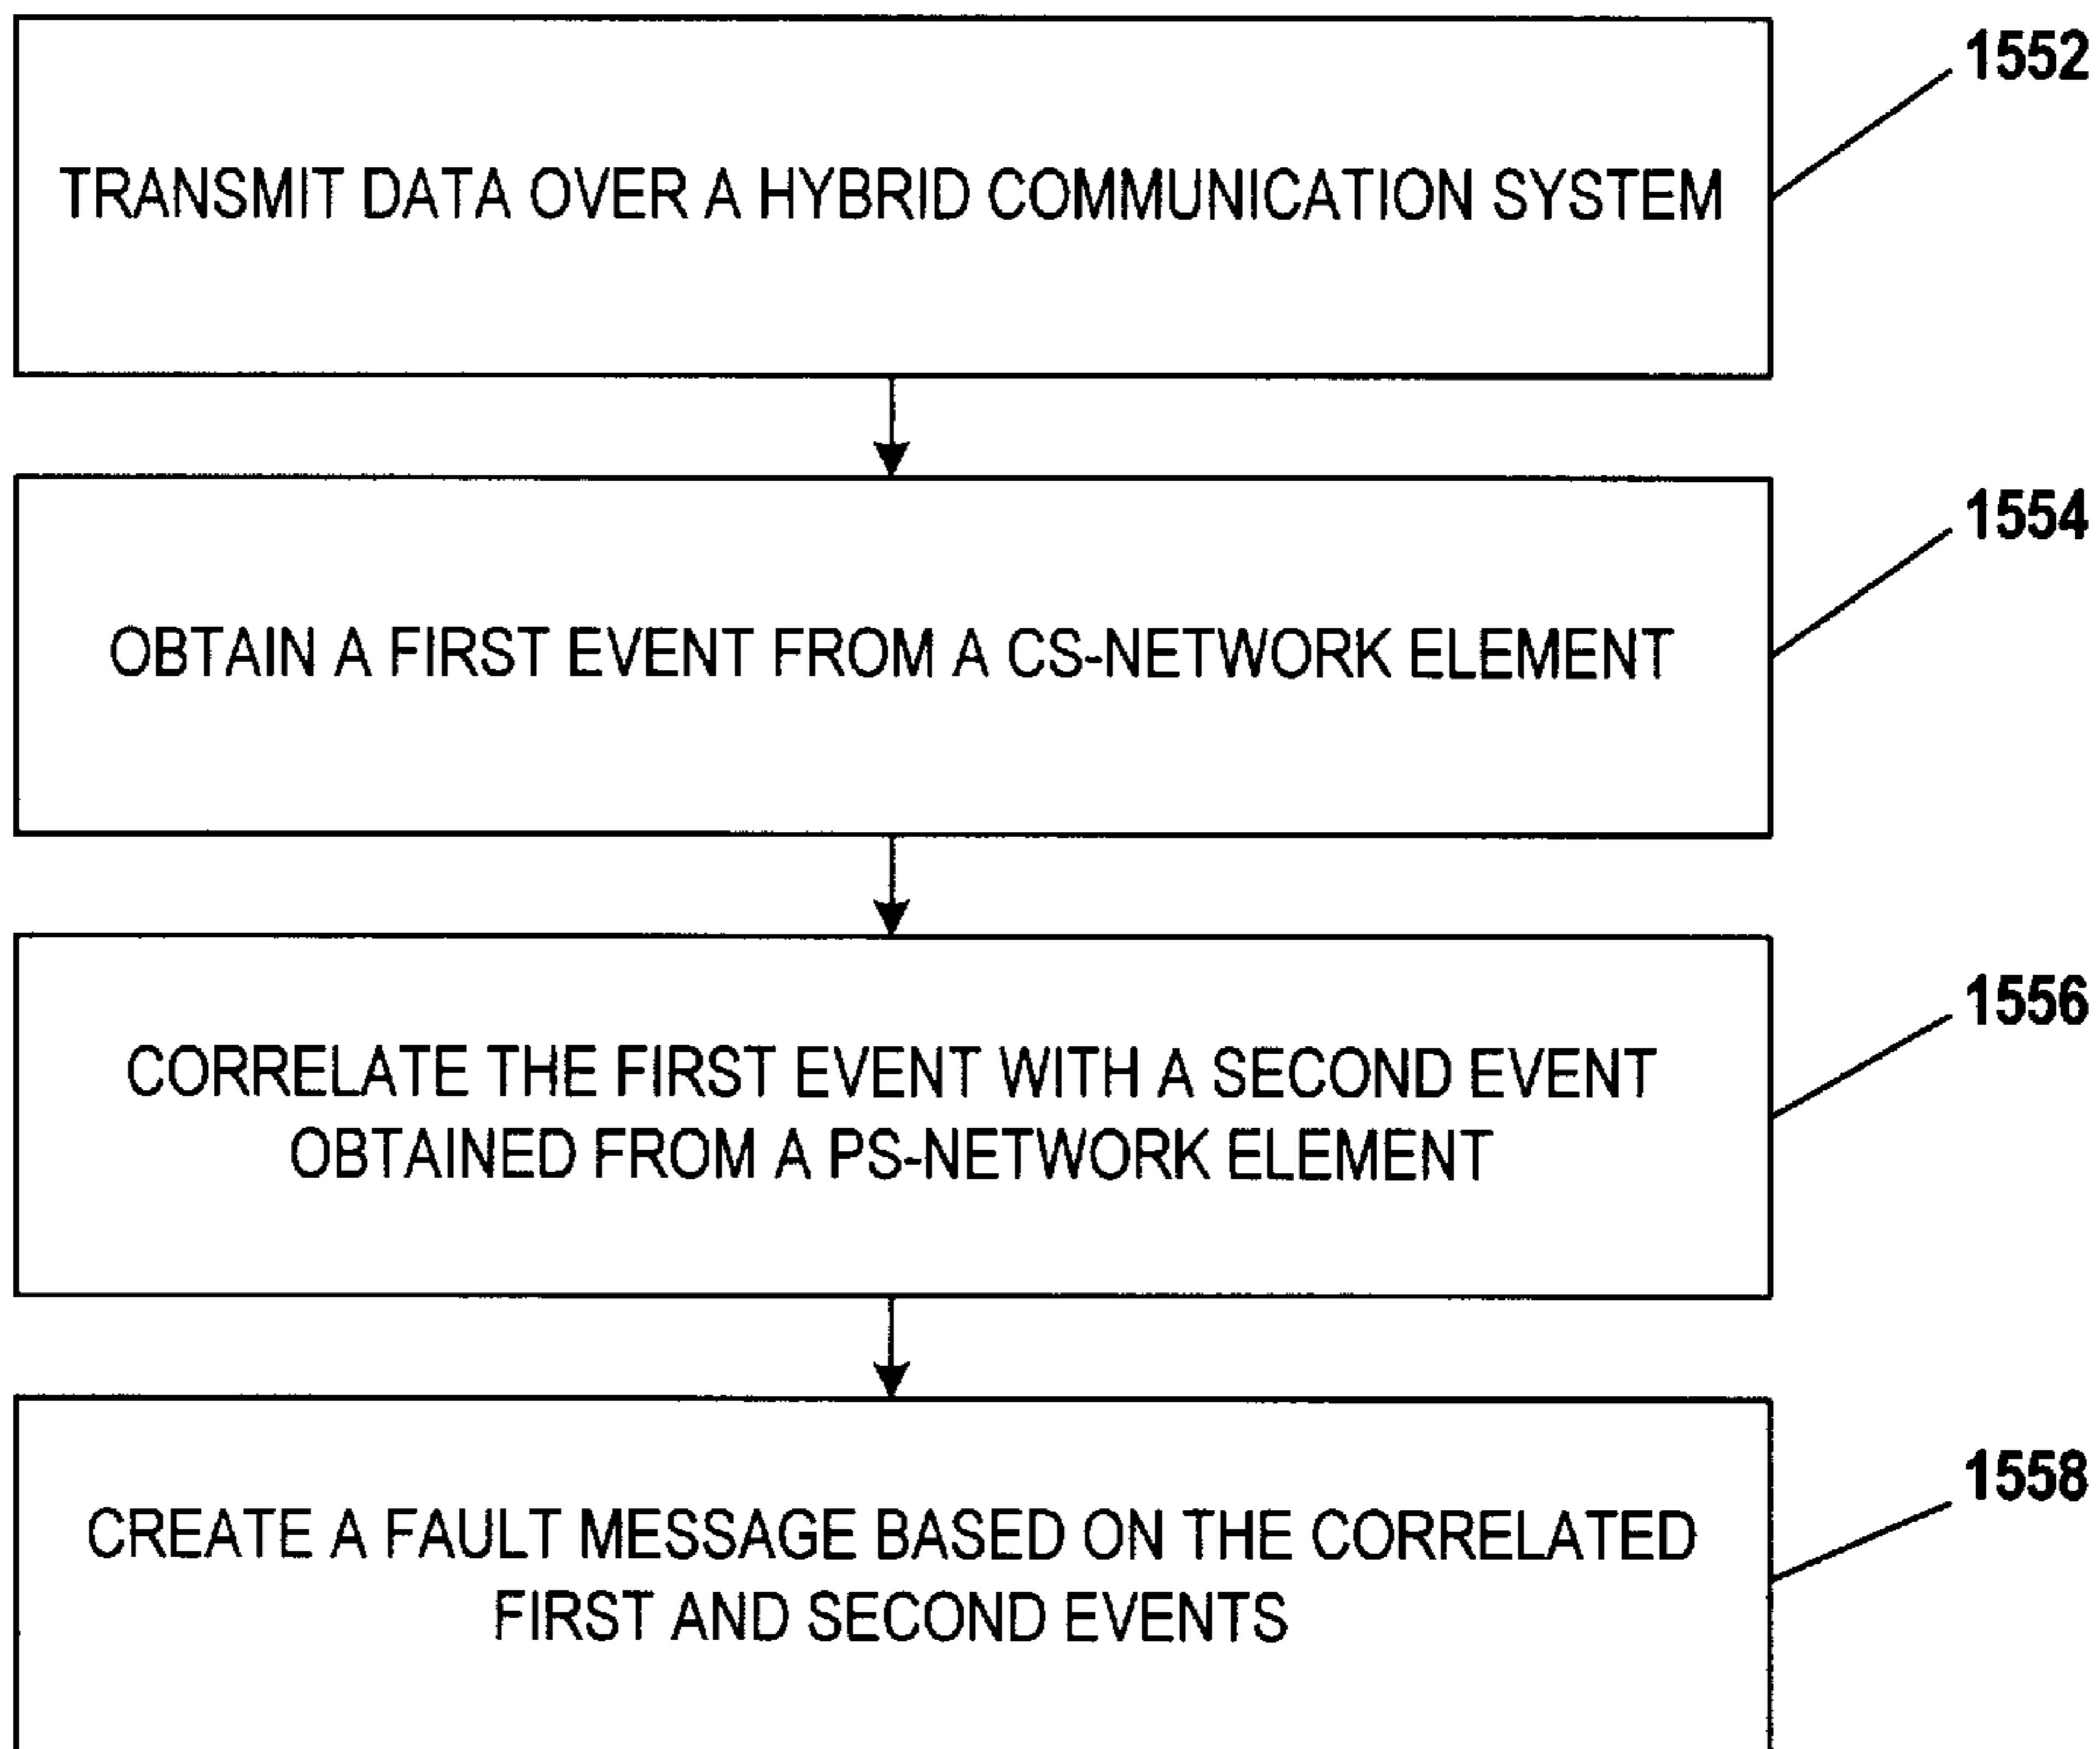 1552
TRANSMIT DATA OVER A HYBRID COMMUNICATION SYSTEM
1554
OBTAIN A FIRST EVENT FROM A CS-NETWORK ELEMENT
1556
CORRELATE THE FIRST EVENT WITH A SECOND EVENT
OBTAINED FROM A PS-NETWORK ELEMENT
1558
CREATE A FAULT MESSAGE BASED ON THE CORRELATED
FIRST AND SECOND EVENTS